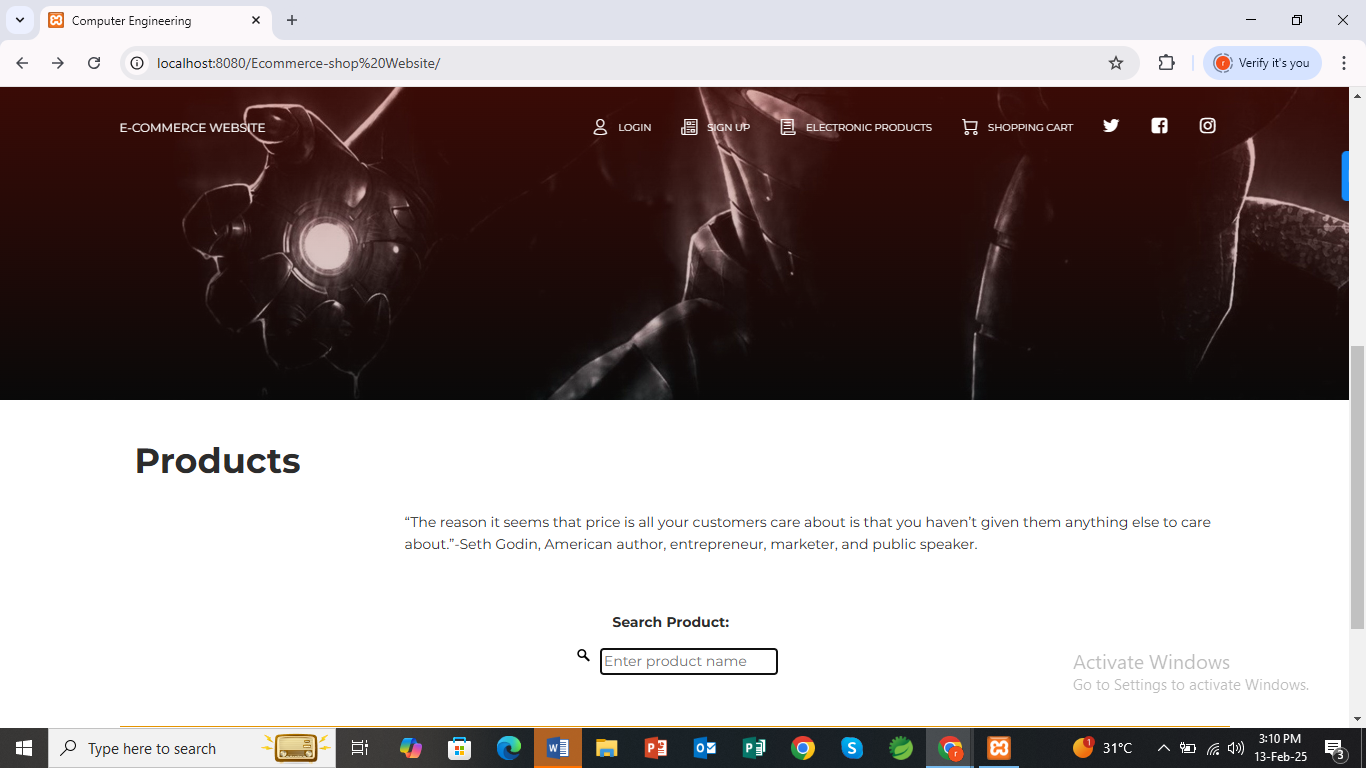 Computer Engineering
localhost:8080/Ecommerce-shop%20Website/
Verify it's you
E-COMMERCE WEBSITE
LOGIN
SIGN UP
ELECTRONIC PRODUCTS
SHOPPING CART
Products
“The reason it seems that price is all your customers care about is that you haven’t given them anything else to care
about.”-Seth Godin, American author, entrepreneur, marketer, and public speaker.
Search Product:
Enter product name
Activate Windows
Go to Settings to activate Windows.
Type here to search
1
31°C
3:10 PM
13-Feb-25
3